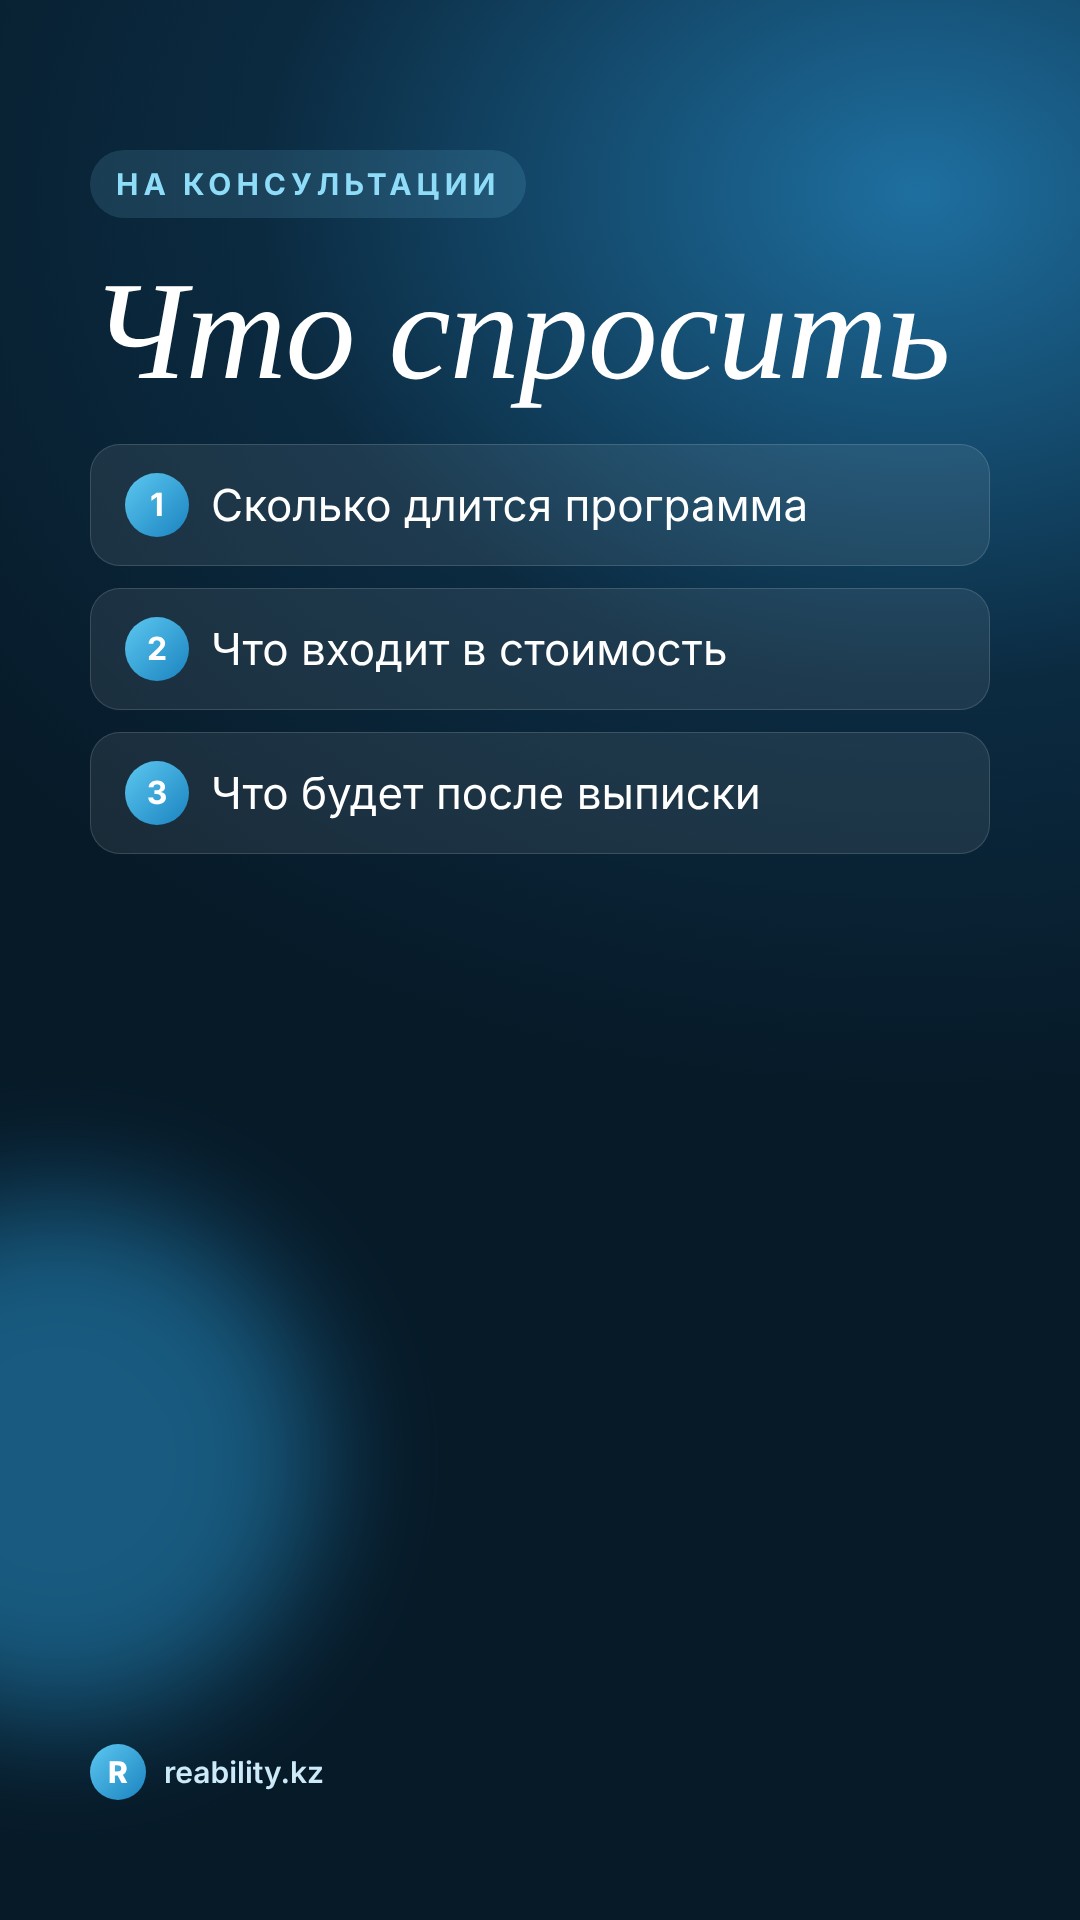 НА КОНСУЛЬТАЦИИ
Что спросить
1 Сколько длится программа
2 Что входит в стоимость
3 Что будет после выписки
R reability.kz